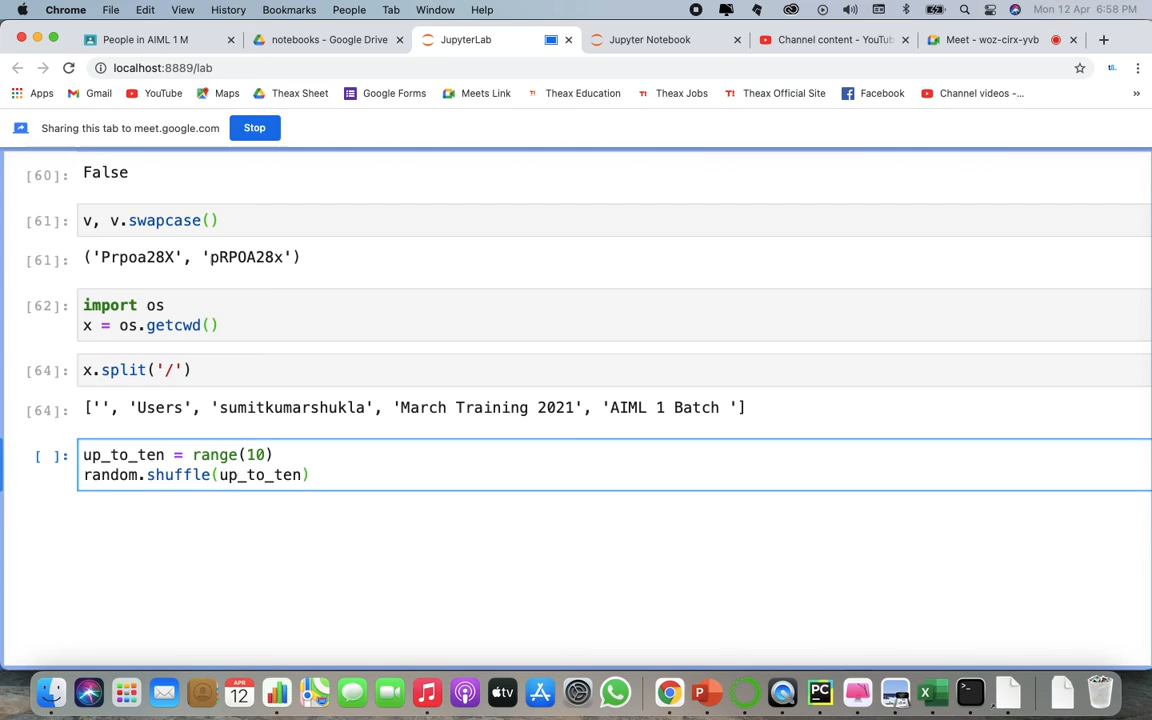 Chrome File Edit View History Bookmarks People Tab Window Help Mon 12 Apr 6:58 PM
People in AIML 1 M notebooks - Google Drive JupyterLab Jupyter Notebook Channel content - YouTub Meet - woz-cirx-yvb
localhost:8889/lab
Apps Gmail YouTube Maps Theax Sheet Google Forms Meets Link Theax Education Theax Jobs Theax Official Site Facebook Channel videos -... »
Sharing this tab to meet.google.com Stop
[60]: False
[61]: v, v.swapcase()
[61]: ('Prpoa28X', 'pRPOA28x')
[62]: import os
x = os.getcwd()
[64]: x.split('/')
[64]: ['', 'Users', 'sumitkumarshukla', 'March Training 2021', 'AIML 1 Batch ']
[ ]: up_to_ten = range(10)
random.shuffle(up_to_ten)
APR
12
tv
PC